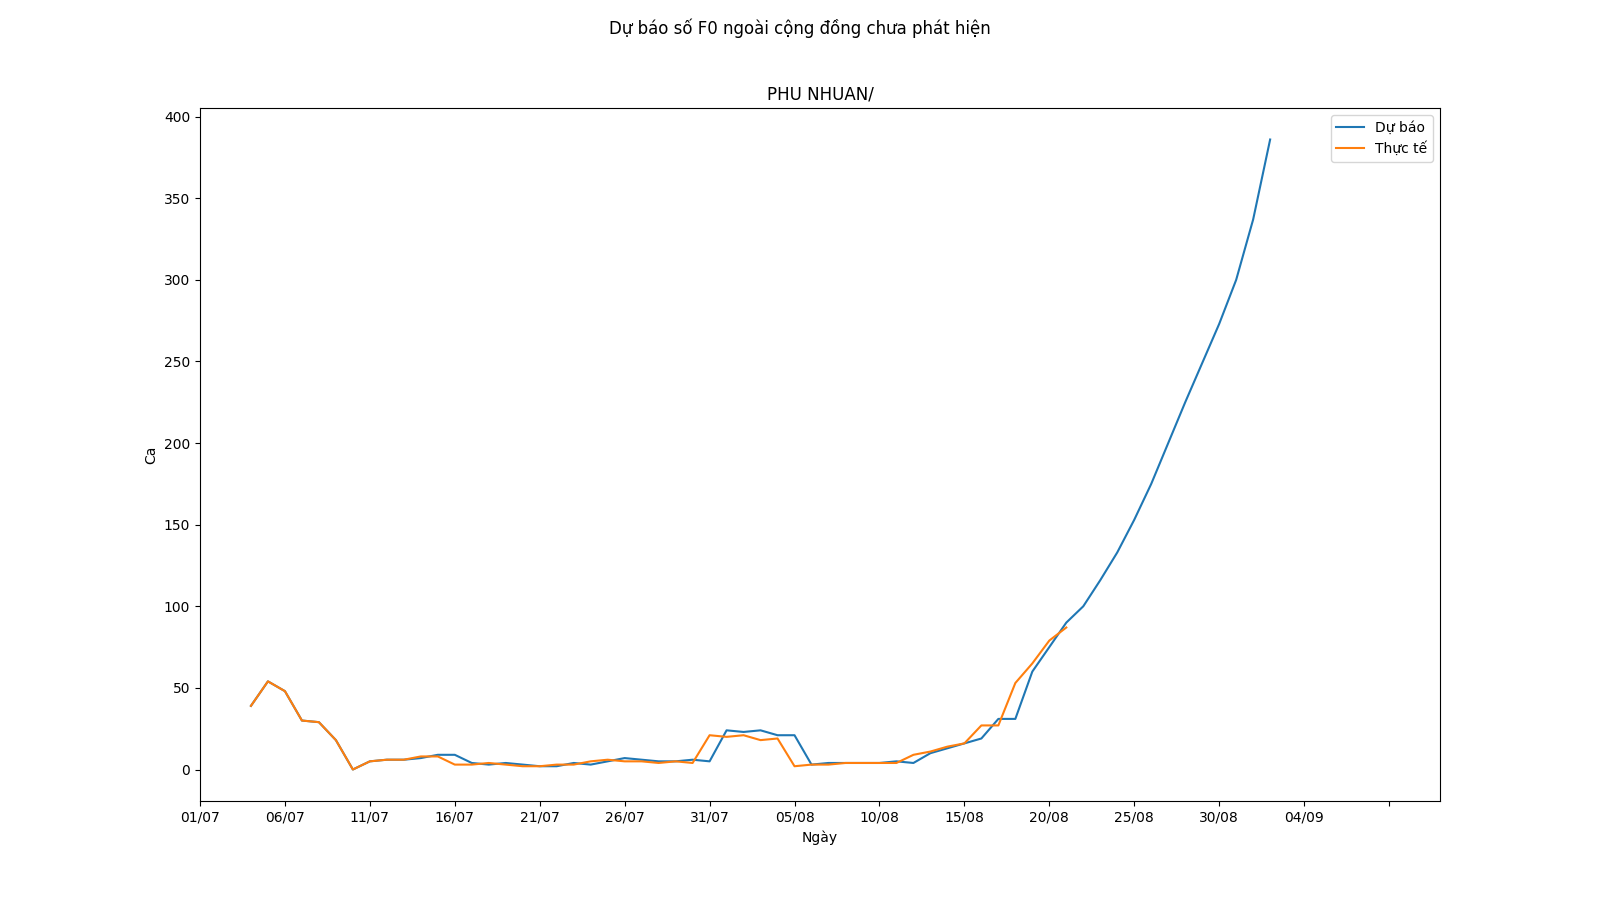 Dự báo số F0 ngoài cộng đồng chưa phát hiện
PHU NHUAN/
Dự báo
Thực tế
400
350
300
250
200
150
100
50
0
Ca
01/07 06/07 11/07 16/07 21/07 26/07 31/07 05/08 10/08 15/08 20/08 25/08 30/08 04/09
Ngày